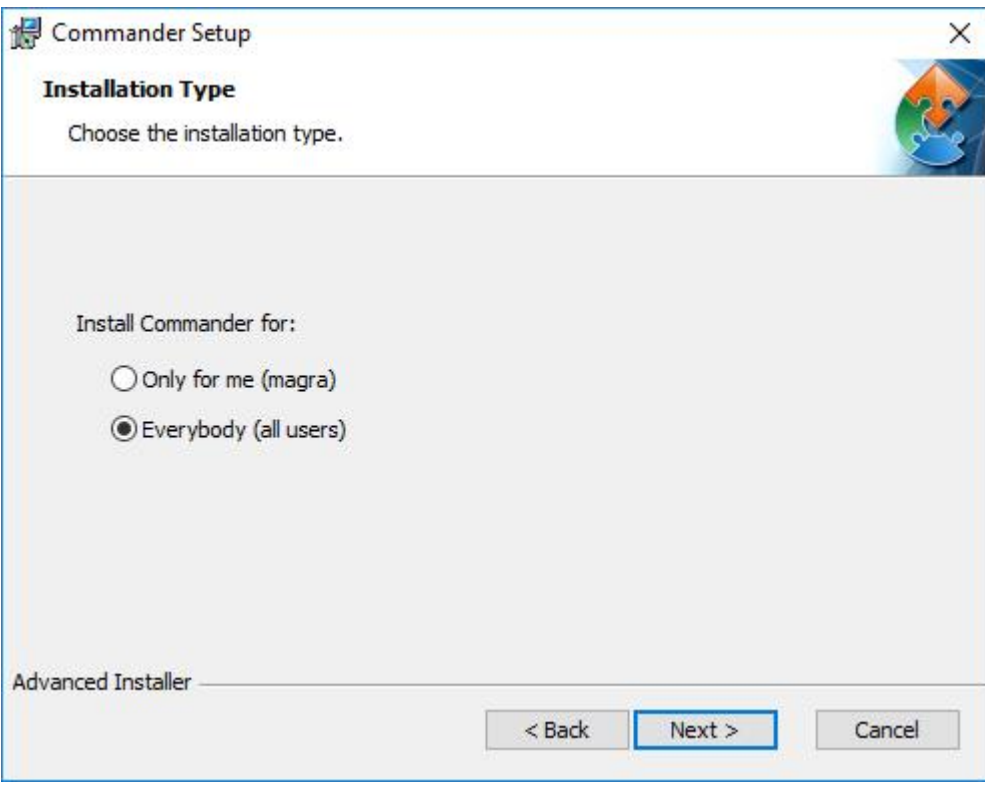 Commander Setup
Installation Type
Choose the installation type.
Install Commander for:
Only for me (magra)
Everybody (all users)
Advanced Installer
< Back Next > Cancel